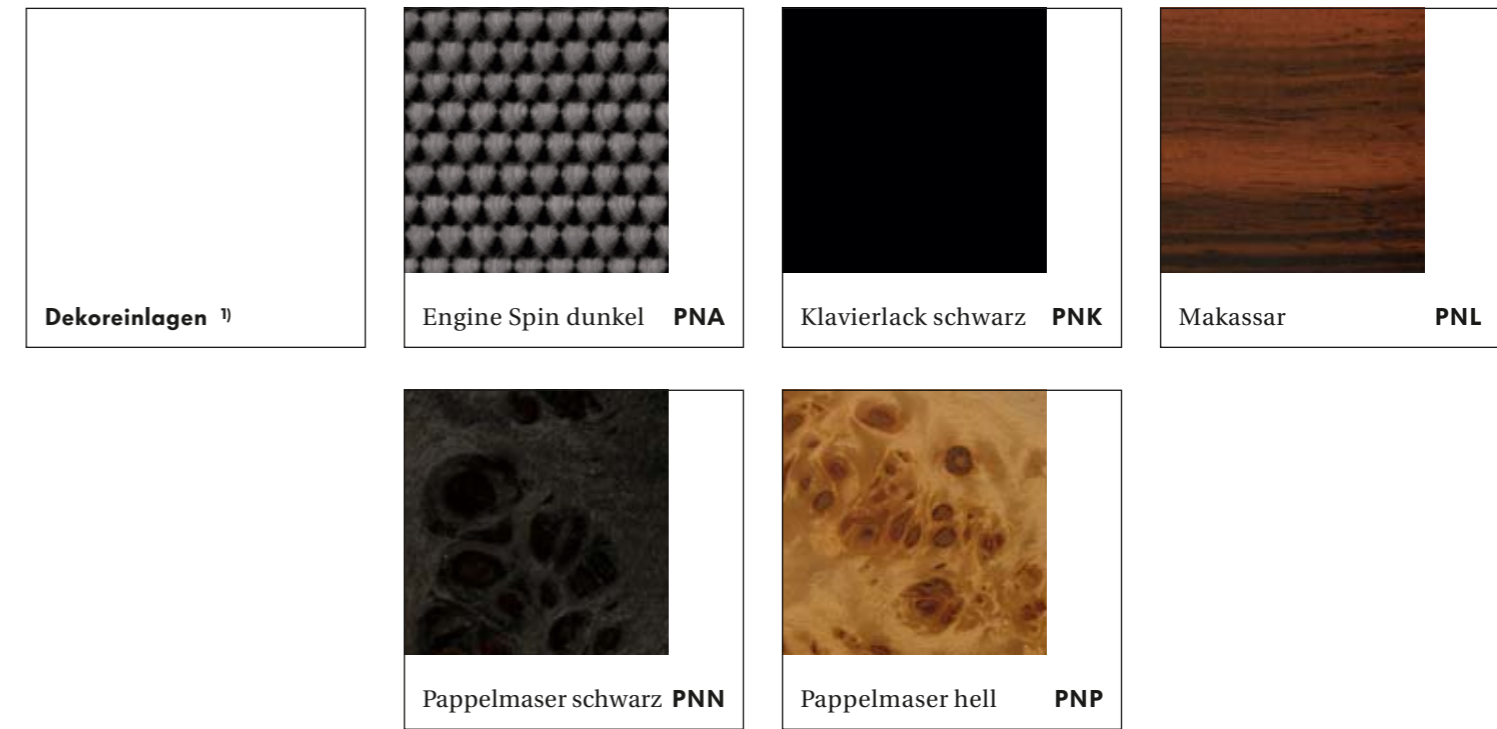 Dekoreinlagen 1)
Engine Spin dunkel PNA
Klavierlack schwarz PNK
Makassar PNL
Pappelmaser schwarz PNN
Pappelmaser hell PNP